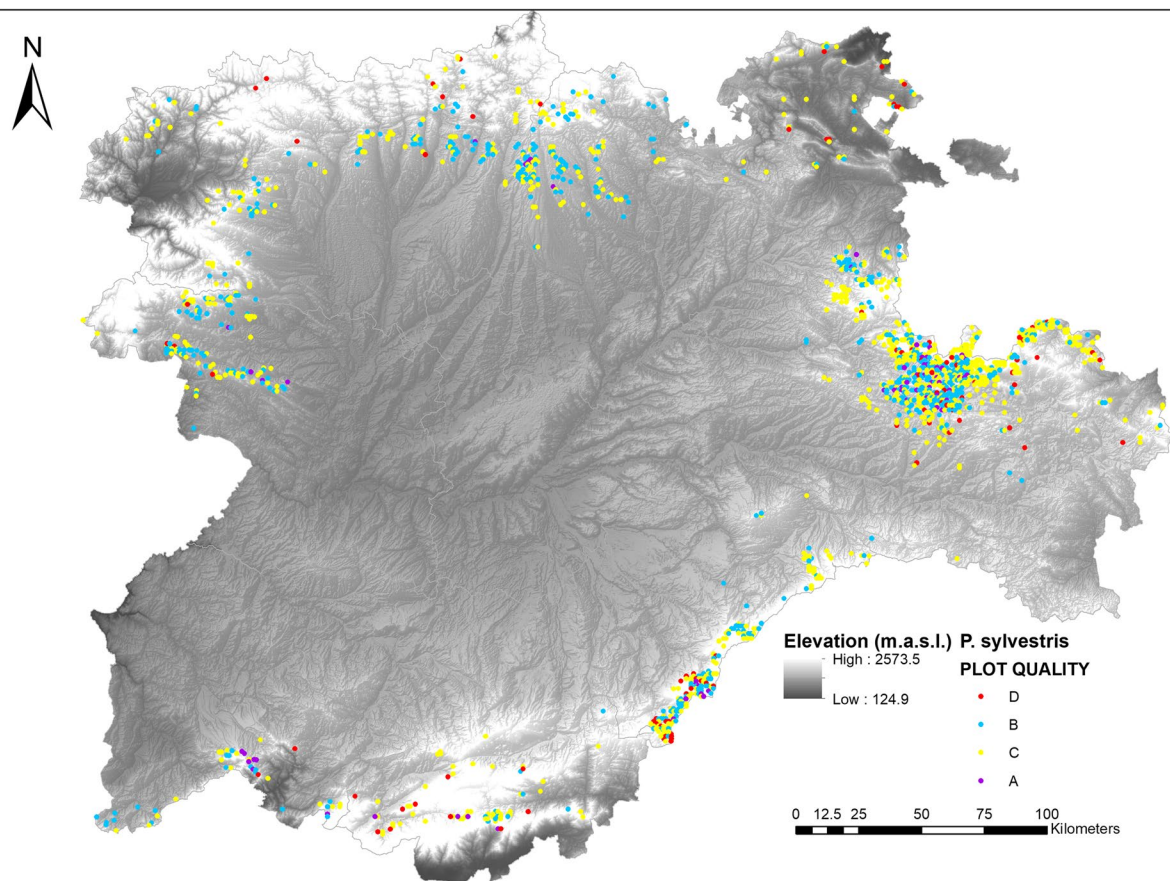 N
Elevation (m.a.s.l.) P. sylvestris
High : 2573.5
PLOT QUALITY
Low : 124.9
D
B
C
A
0 12.5 25 50 75 100
Kilometers